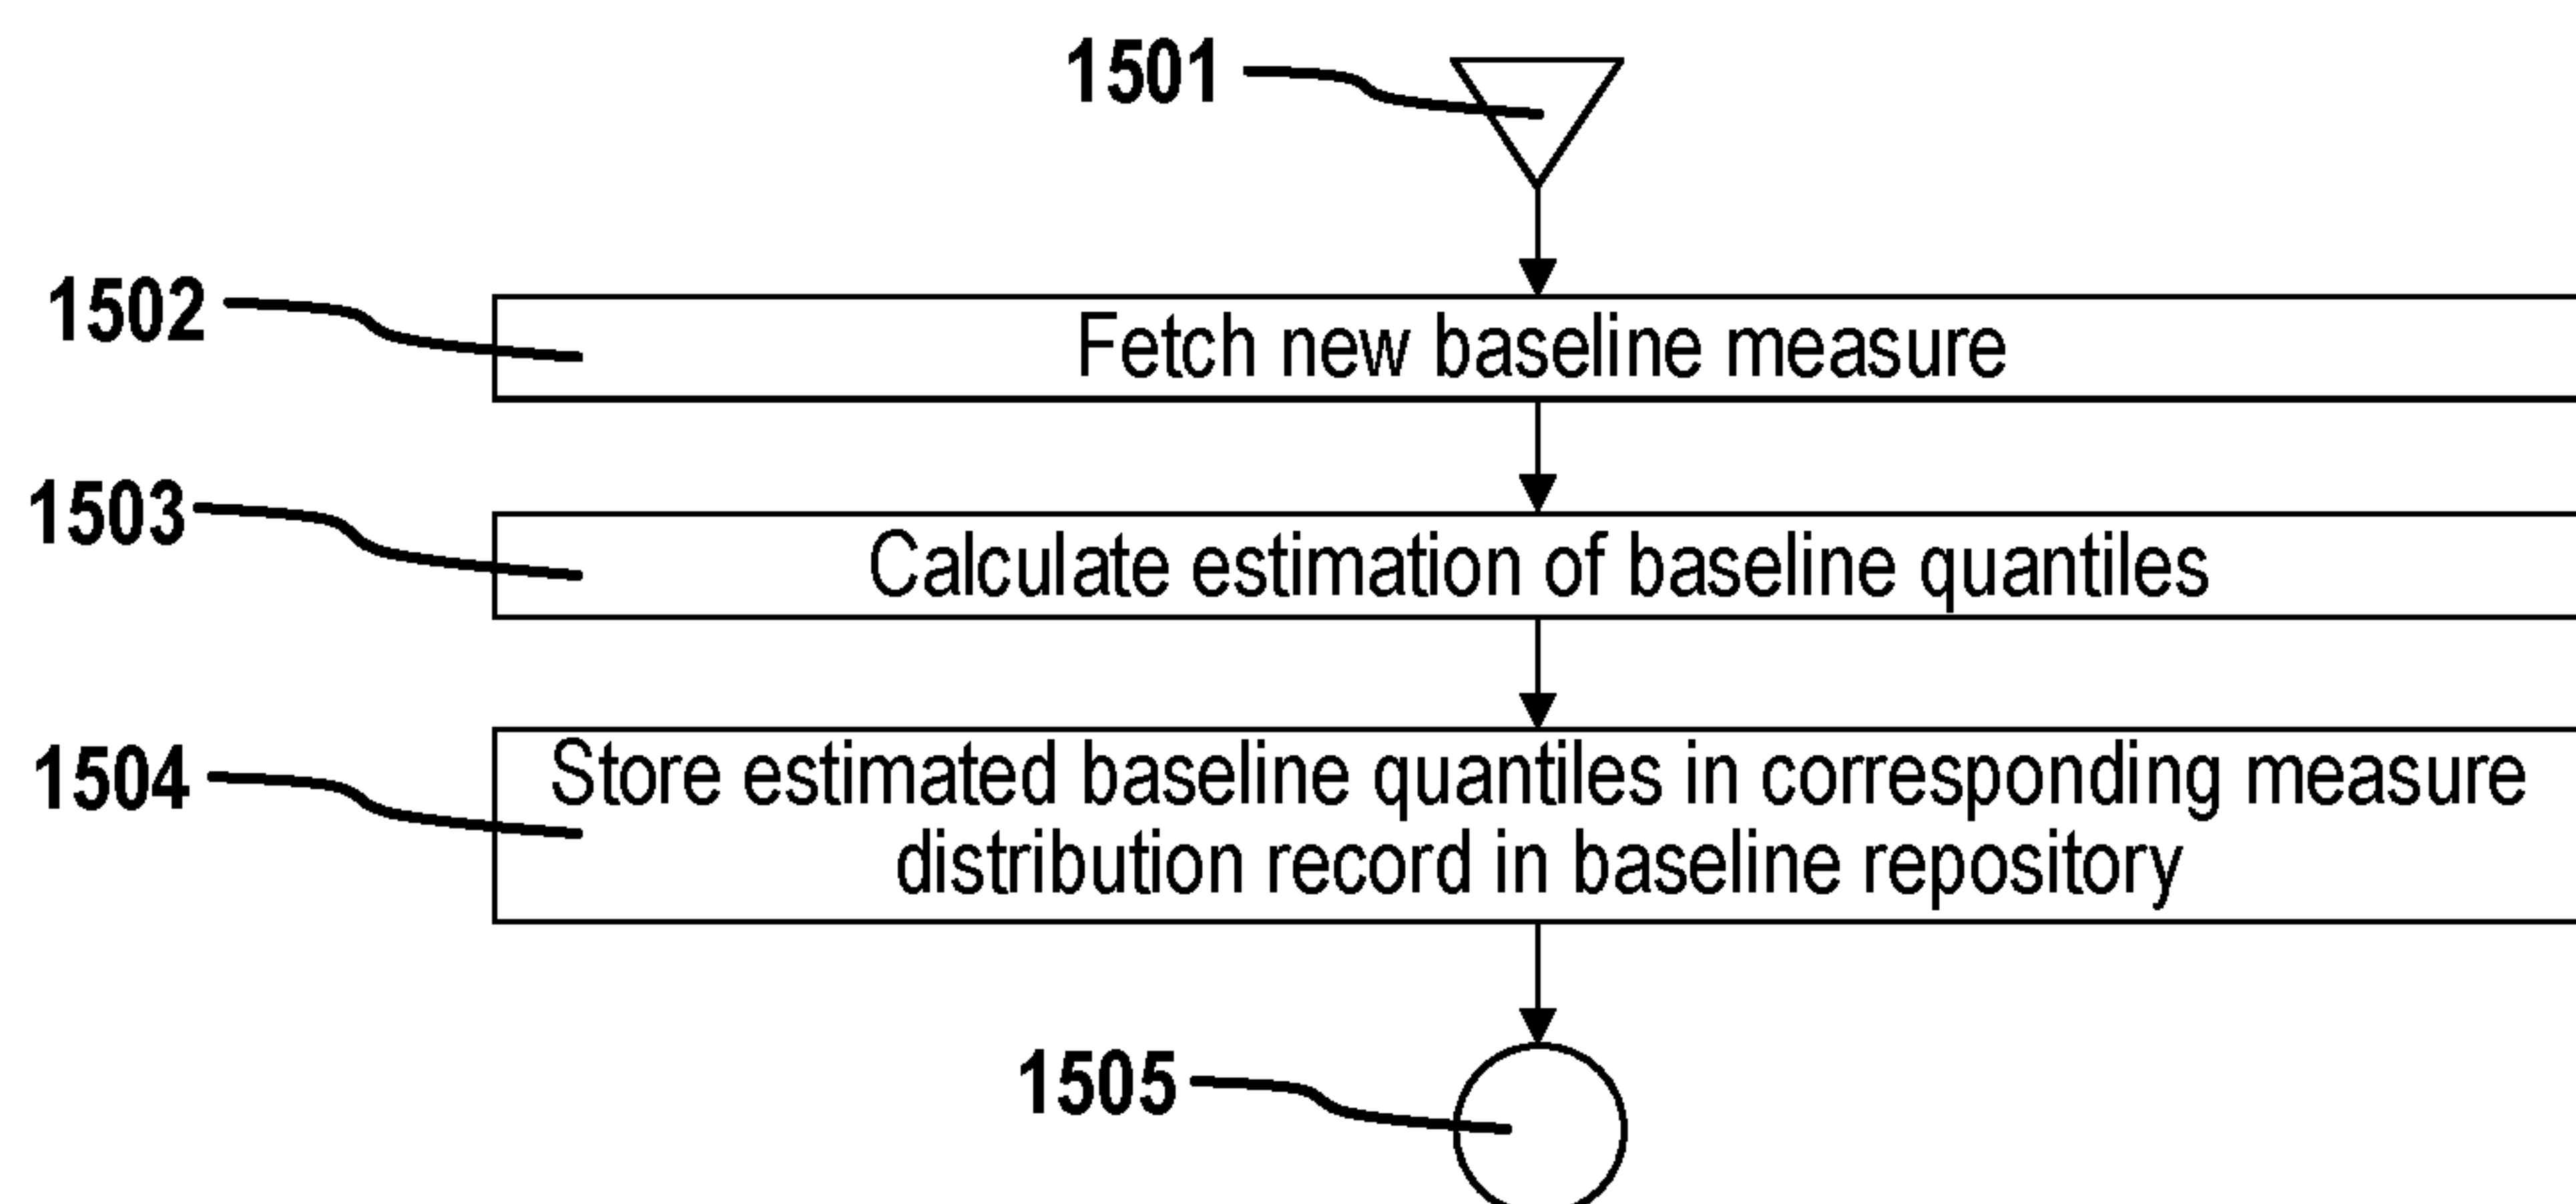 1501
1502
Fetch new baseline measure
1503
Calculate estimation of baseline quantiles
1504
Store estimated baseline quantiles in corresponding measure
distribution record in baseline repository
1505